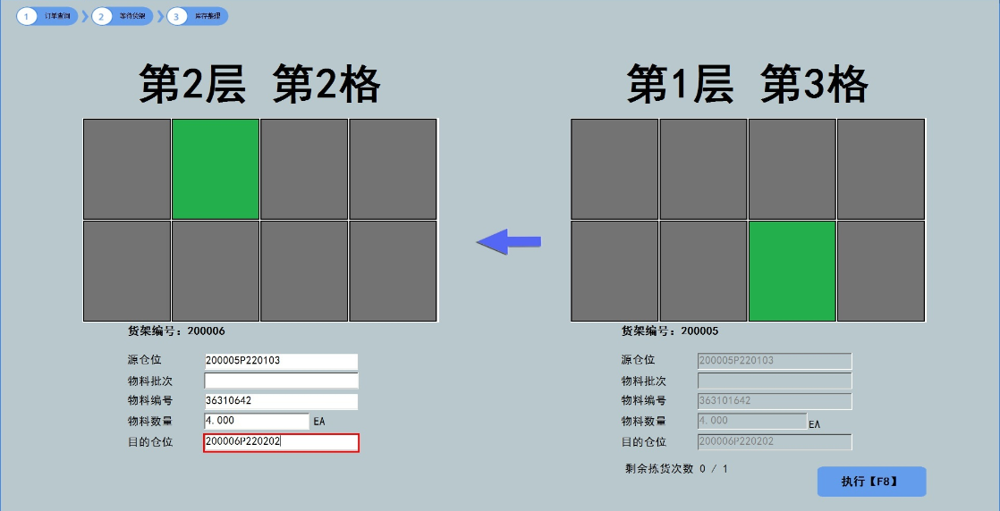 1 订单查询 2 等待货架 3 库存整理
第2层 第2格
第1层 第3格
货架编号：200006
源仓位 200005P220103
物料批次
物料编号 36310642
物料数量 4.000 EA
目的仓位 200006P220202
货架编号：200005
源仓位 200005P220103
物料批次
物料编号 363101642
物料数量 4.000 EA
目的仓位 200006P220202
剩余拣货次数 0 / 1
执行【F8】